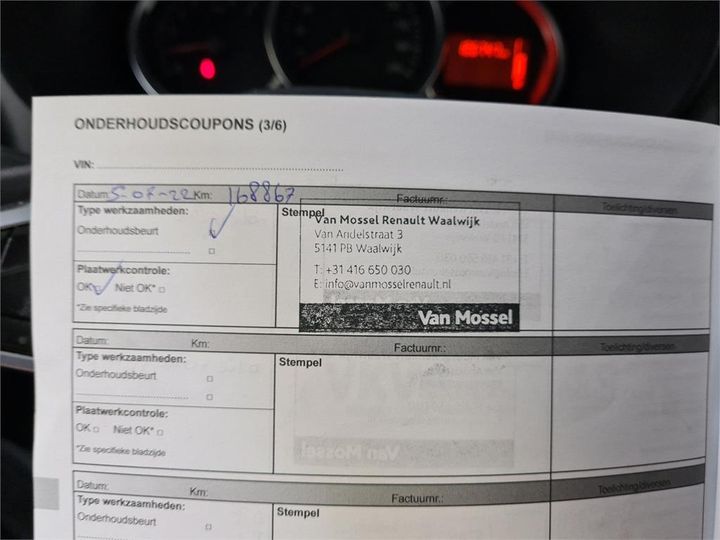 ONDERHOUDSCOUPONS (3/6)
VIN:
Datum: 5-07-22 Km: 168867 Factuurnr.: Toelichting/diversen
Type werkzaamheden:
Onderhoudsbeurt
Plaatwerkcontrole:
OK Niet OK*
*Zie specifieke bladzijde
Stempel
Van Mossel Renault Waalwijk
Van Andelstraat 3
5141 PB Waalwijk
T: +31 416 650 030
E: info@vanmosselrenault.nl
Van Mossel
Datum: Km: Factuurnr.: Toelichting/diversen
Type werkzaamheden:
Onderhoudsbeurt
Plaatwerkcontrole:
OK Niet OK*
*Zie specifieke bladzijde
Stempel
Van Mossel
Datum: Km: Factuurnr.: Toelichting/diversen
Type werkzaamheden:
Onderhoudsbeurt
Stempel